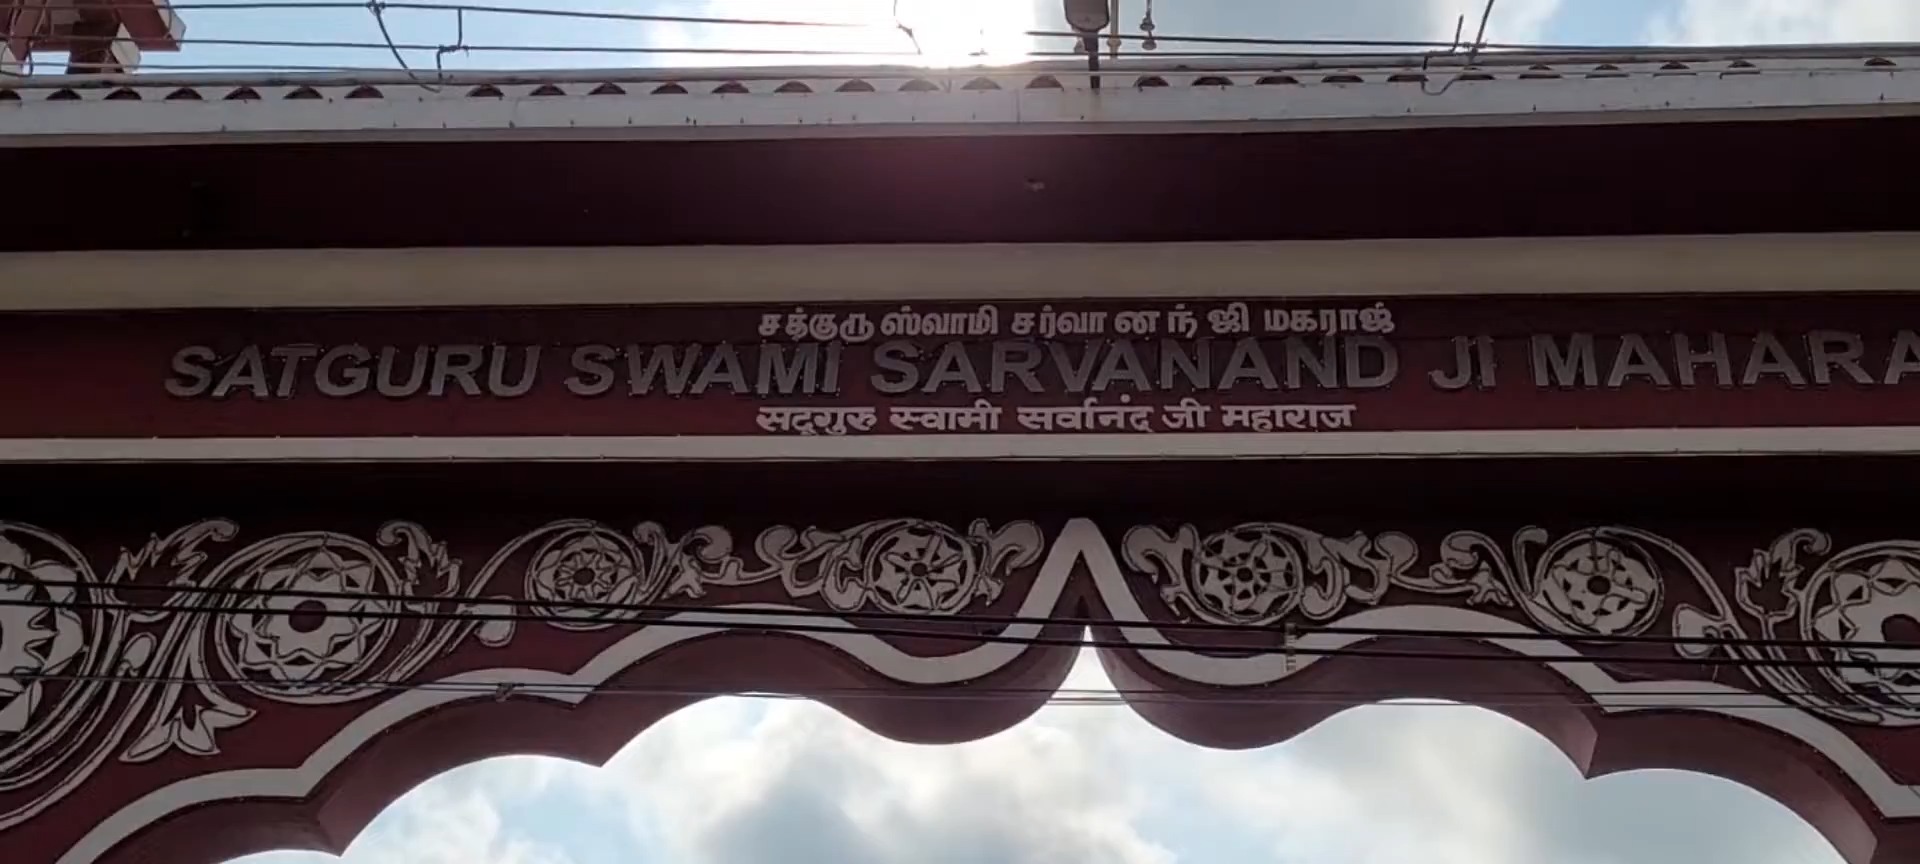 சத்குரு ஸ்வாமி சர்வானந் ஜி மகராஜ்
SATGURU SWAMI SARVANAND JI MAHARA
सद्गुरु स्वामी सर्वानंद जी महाराज